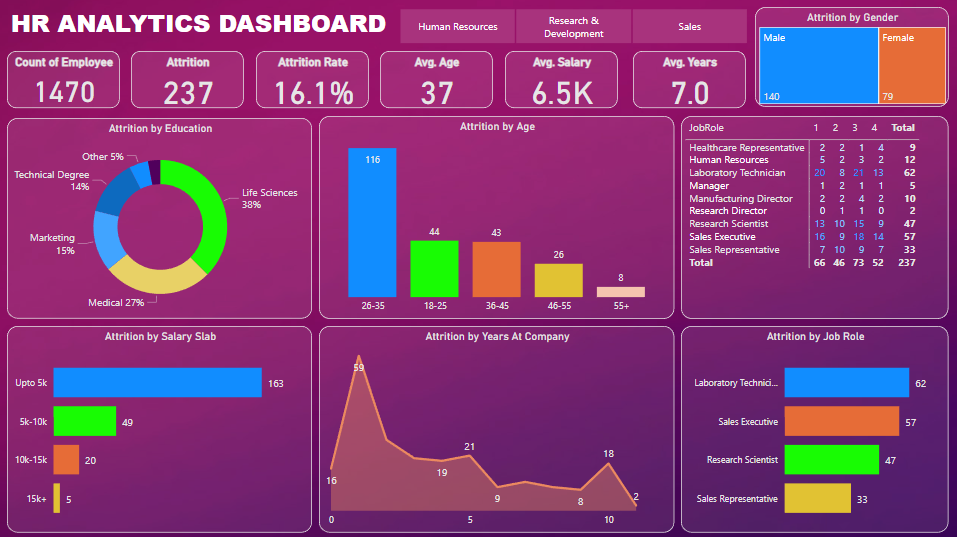 HR ANALYTICS DASHBOARD
Human Resources
Research &
Development
Sales
Count of Employee
1470
Attrition
237
Attrition Rate
16.1%
Avg. Age
37
Avg. Salary
6.5K
Avg. Years
7.0
Attrition by Gender
Male
Female
140
79
Attrition by Education
Other 5%
Technical Degree
14%
Marketing
15%
Life Sciences
38%
Medical 27%
Attrition by Age
116
44
43
26
8
26-35
18-25
36-45
46-55
55+
JobRole 1 2 3 4 Total
Healthcare Representative 2 2 1 4 9
Human Resources 5 2 3 2 12
Laboratory Technician 20 8 21 13 62
Manager 1 2 1 1 5
Manufacturing Director 2 2 4 2 10
Research Director 0 1 1 0 2
Research Scientist 13 10 15 9 47
Sales Executive 16 9 18 14 57
Sales Representative 7 10 9 7 33
Total 66 46 73 52 237
Attrition by Salary Slab
Upto 5k 163
5k-10k 49
10k-15k 20
15k+ 5
Attrition by Years At Company
59
16
19
21
9
8
18
2
0
5
10
Attrition by Job Role
Laboratory Technici... 62
Sales Executive 57
Research Scientist 47
Sales Representative 33